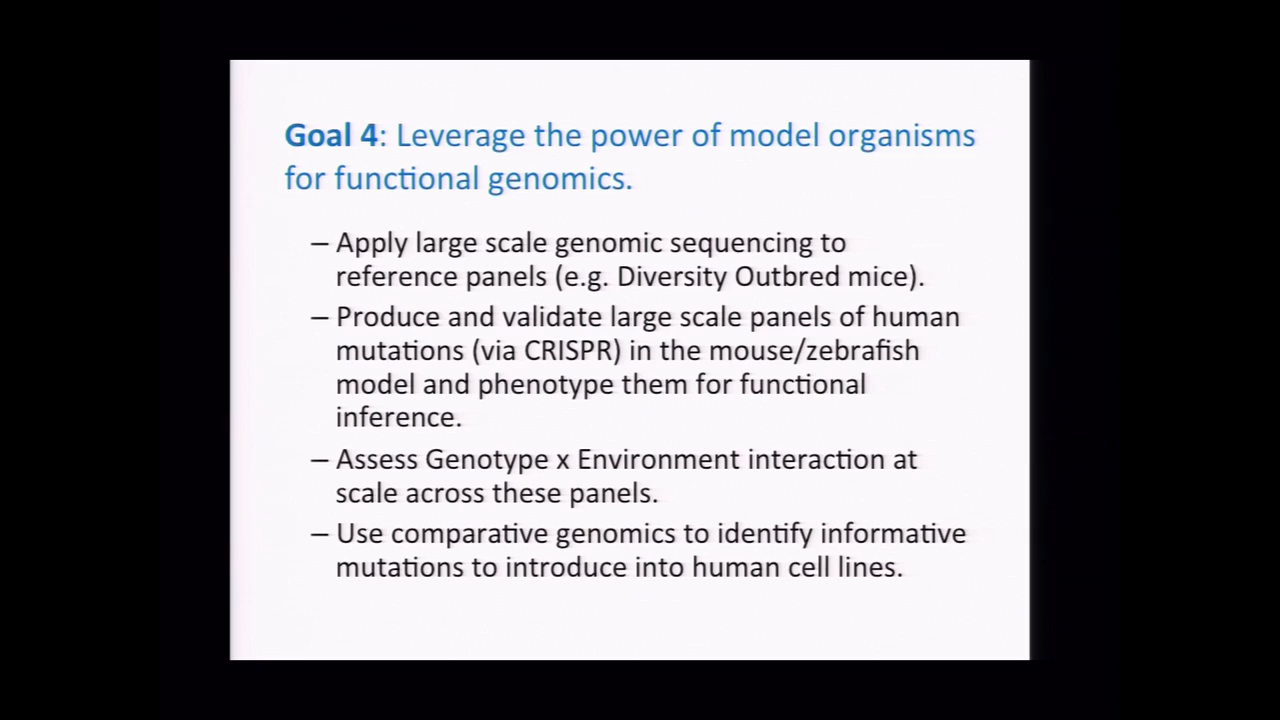 Goal 4: Leverage the power of model organisms
for functional genomics.
– Apply large scale genomic sequencing to
reference panels (e.g. Diversity Outbred mice).
– Produce and validate large scale panels of human
mutations (via CRISPR) in the mouse/zebrafish
model and phenotype them for functional
inference.
– Assess Genotype x Environment interaction at
scale across these panels.
– Use comparative genomics to identify informative
mutations to introduce into human cell lines.